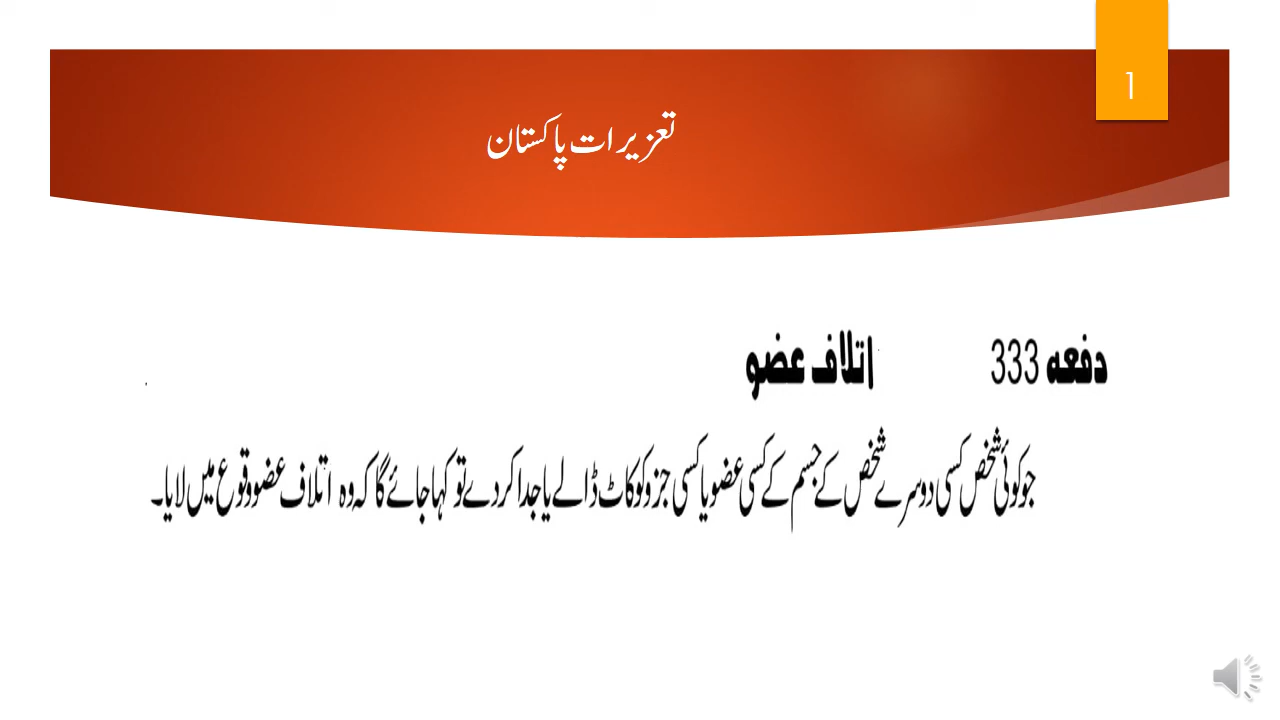 1
تعزیرات پاکستان
دفعہ 333 اتلاف عضو
جو کوئی شخص کسی دوسرے شخص کے جسم کے کسی عضو یا کسی جزو کو کاٹ ڈالے یا جدا کر دے تو کہا جائے گا کہ وہ اتلاف عضو وقوع میں لایا۔